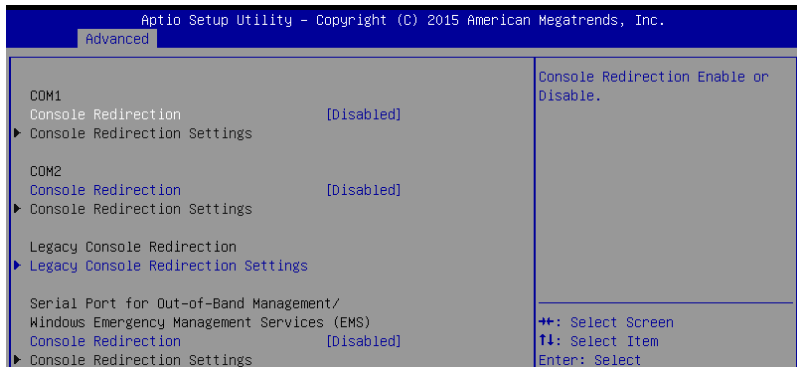 Aptio Setup Utility – Copyright (C) 2015 American Megatrends, Inc.
Advanced
COM1
Console Redirection [Disabled]
Console Redirection Settings
COM2
Console Redirection [Disabled]
Console Redirection Settings
Legacy Console Redirection
Legacy Console Redirection Settings
Serial Port for Out-of-Band Management/
Windows Emergency Management Services (EMS)
Console Redirection [Disabled]
Console Redirection Settings
Console Redirection Enable or
Disable.
→←: Select Screen
↑↓: Select Item
Enter: Select